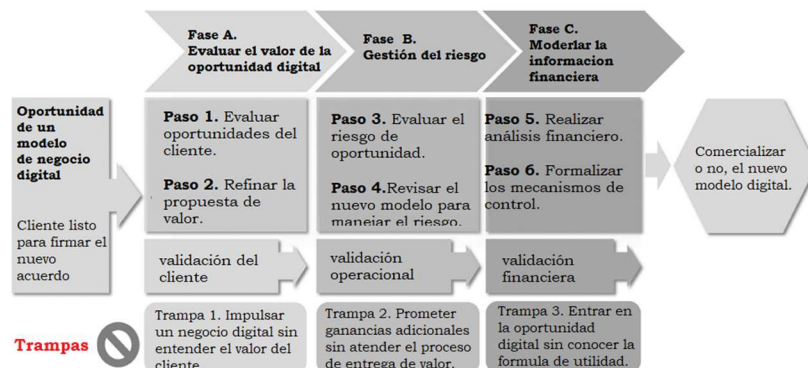 Fase A.
Evaluar el valor de la
oportunidad digital
Fase B.
Gestión del riesgo
Fase C.
Moderlar la
informacion
financiera
Oportunidad
de un
modelo
de negocio
digital
Cliente listo
para firmar el
nuevo
acuerdo
Paso 1. Evaluar
oportunidades del
cliente.
Paso 2. Refinar la
propuesta de
valor.
Paso 3. Evaluar el
riesgo de
oportunidad.
Paso 4.Revisar el
nuevo modelo para
manejar el riesgo.
Paso 5. Realizar
análisis financiero.
Paso 6. Formalizar
los mecanismos de
control.
Comercializar
o no, el nuevo
modelo digital.
validación del
cliente
validación
operacional
validación
financiera
Trampas
Trampa 1. Impulsar
un negocio digital sin
entender el valor del
cliente
Trampa 2. Prometer
ganancias adicionales
sin atender el proceso
de entrega de valor.
Trampa 3. Entrar en
la oportunidad
digital sin conocer la
formula de utilidad.